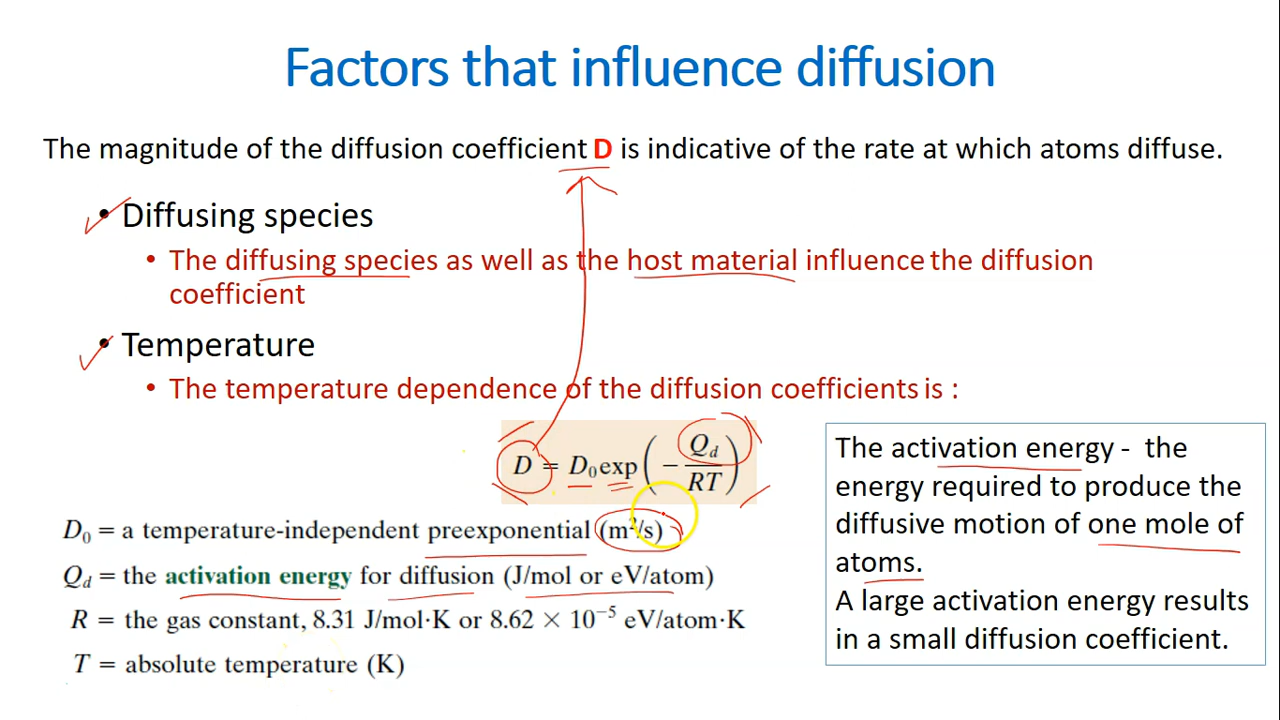 Factors that influence diffusion
The magnitude of the diffusion coefficient D is indicative of the rate at which atoms diffuse.
• Diffusing species
• The diffusing species as well as the host material influence the diffusion
coefficient
• Temperature
• The temperature dependence of the diffusion coefficients is :
D = D₀exp(−Qd/RT)
D₀ = a temperature-independent preexponential (m²/s)
Qd = the activation energy for diffusion (J/mol or eV/atom)
R = the gas constant, 8.31 J/mol·K or 8.62 × 10⁻⁵ eV/atom·K
T = absolute temperature (K)
The activation energy - the
energy required to produce the
diffusive motion of one mole of
atoms.
A large activation energy results
in a small diffusion coefficient.